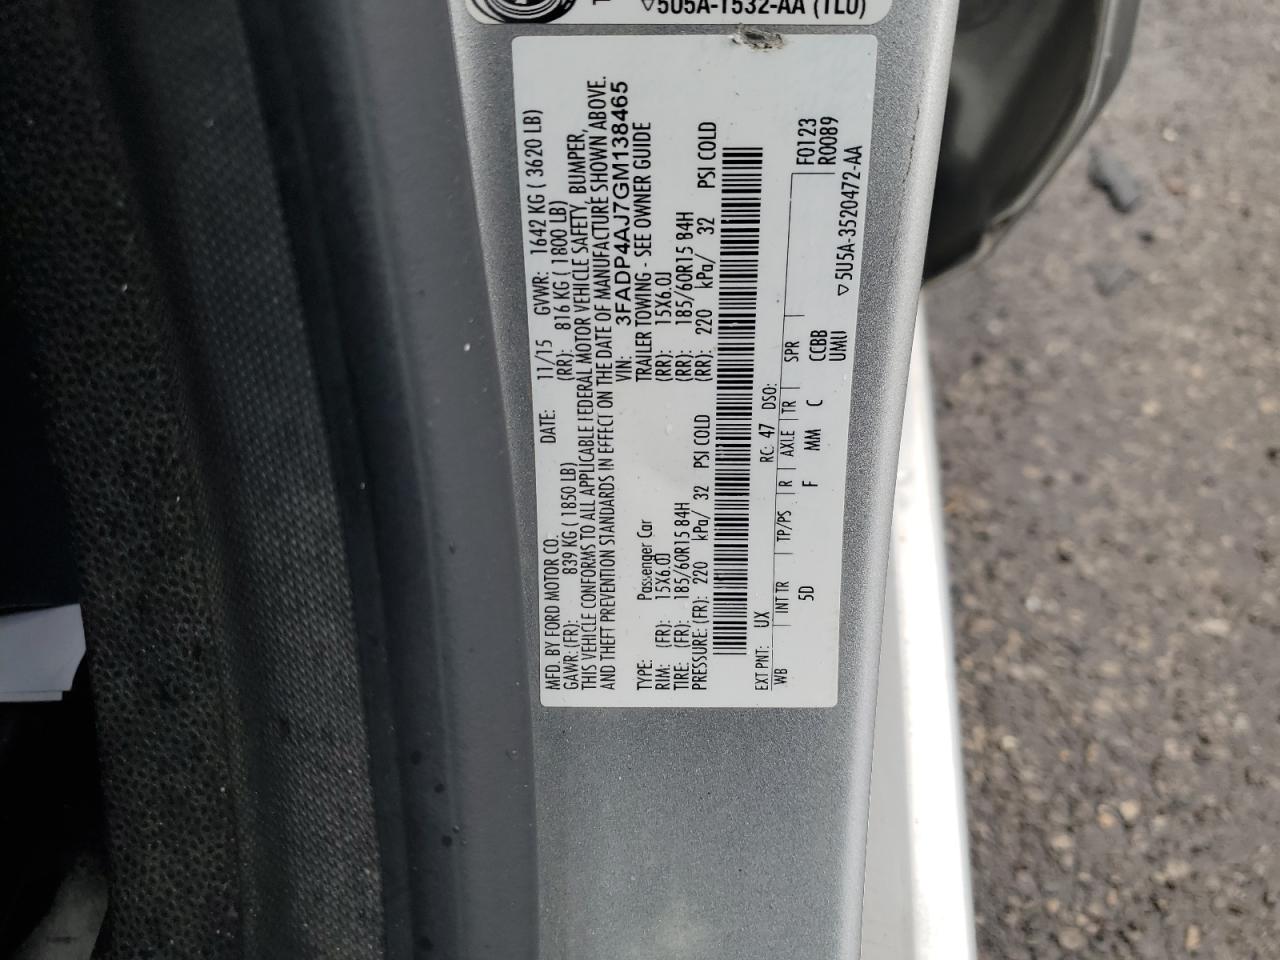 5U5A-1532-AA (TLU)
MFD. BY FORD MOTOR CO. DATE: 11/15 GVWR: 1642 KG ( 3620 LB)
GAWR: (FR): 839 KG ( 1850 LB) (RR): 816 KG ( 1800 LB)
THIS VEHICLE CONFORMS TO ALL APPLICABLE FEDERAL MOTOR VEHICLE SAFETY, BUMPER,
AND THEFT PREVENTION STANDARDS IN EFFECT ON THE DATE OF MANUFACTURE SHOWN ABOVE.
VIN: 3FADP4AJ7GM138465
TYPE: Passenger Car TRAILER TOWING - SEE OWNER GUIDE
RIM: (FR): 15X6.0J (RR): 15X6.0J
TIRE: (FR): 185/60R15 84H (RR): 185/60R15 84H
PRESSURE: (FR): 220 kPa/ 32 PSI COLD (RR): 220 kPa/ 32 PSI COLD
EXT PNT: UX RC: 47 DSO:
WB INT TR TP/PS R AXLE TR SPR F0123
5D F MM C CCBB R0089
UMU
5U5A-3520472-AA